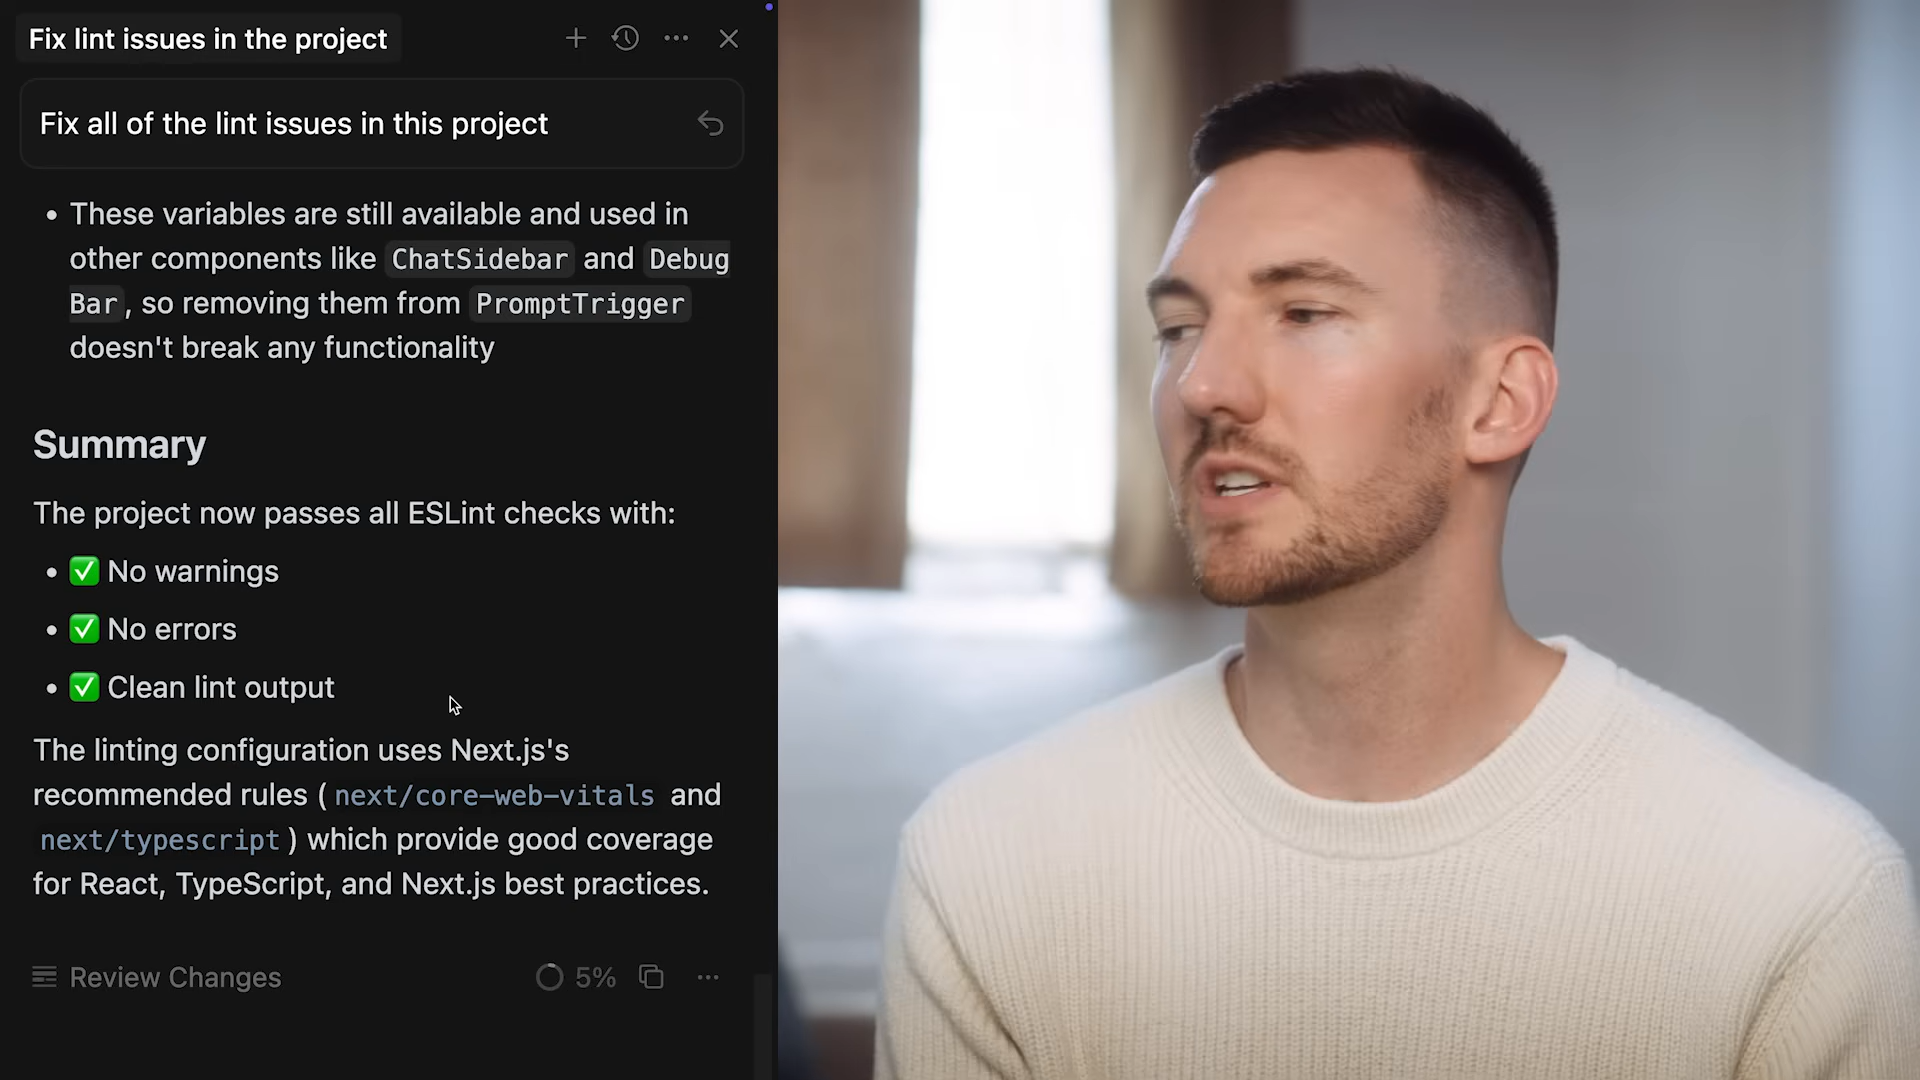 Fix lint issues in the project
Fix all of the lint issues in this project
• These variables are still available and used in
other components like ChatSidebar and Debug
Bar, so removing them from PromptTrigger
doesn't break any functionality
Summary
The project now passes all ESLint checks with:
• ✅ No warnings
• ✅ No errors
• ✅ Clean lint output
The linting configuration uses Next.js's
recommended rules ( next/core-web-vitals and
next/typescript ) which provide good coverage
for React, TypeScript, and Next.js best practices.
Review Changes 5%